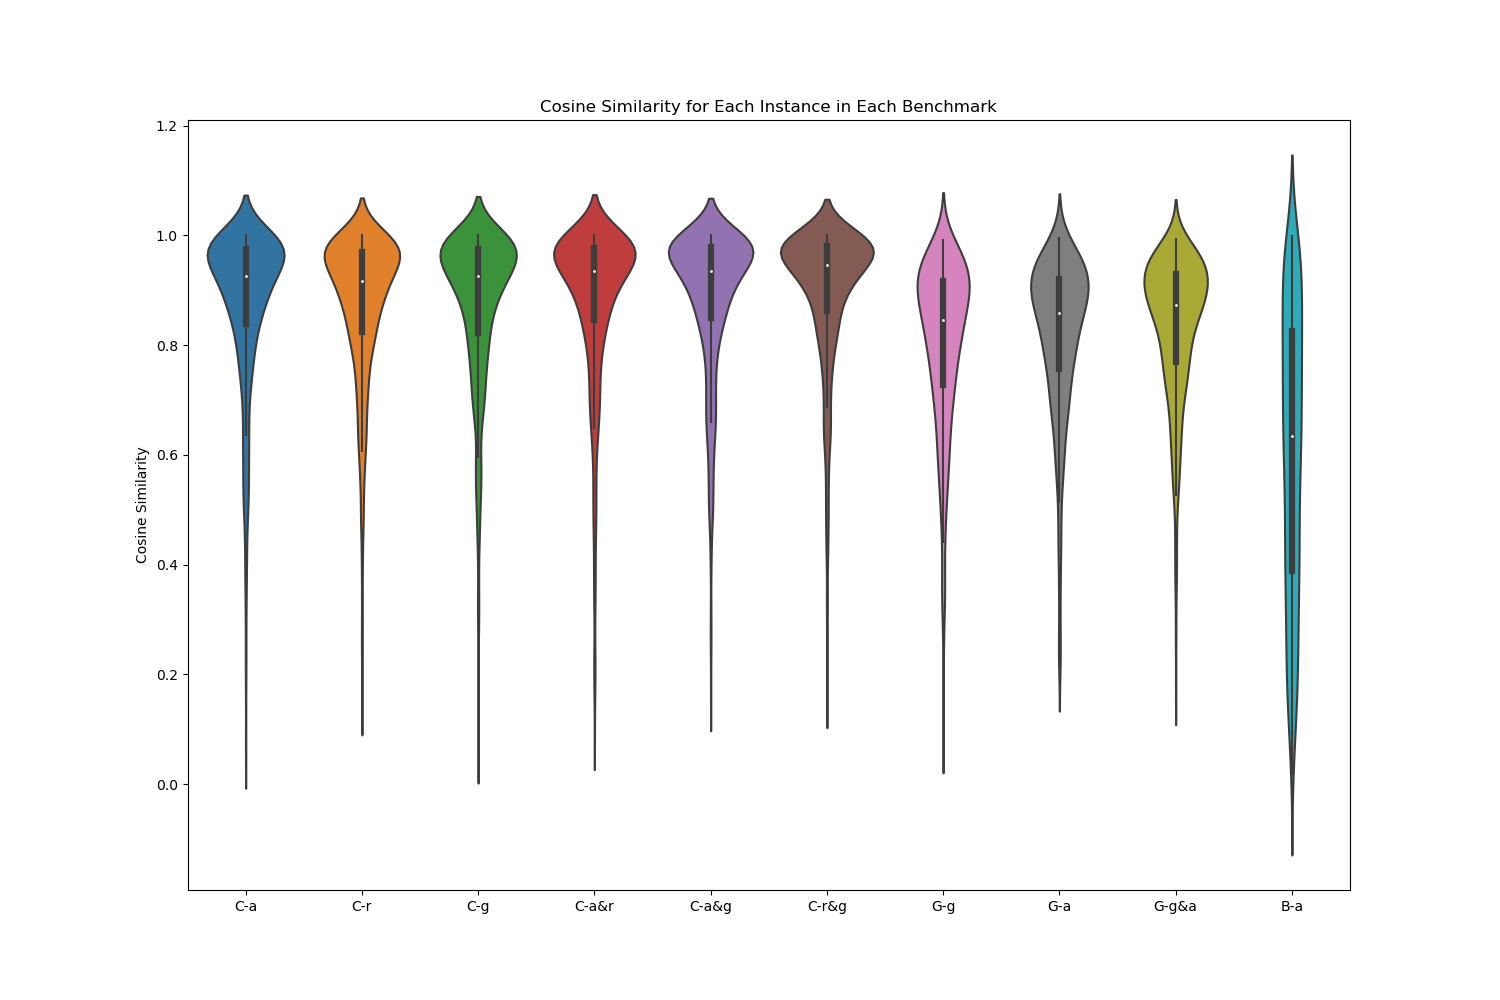 Cosine Similarity for Each Instance in Each Benchmark
1.2
1.0
0.8
0.6
0.4
0.2
0.0
Cosine Similarity
C-a
C-r
C-g
C-a&r
C-a&g
C-r&g
G-g
G-a
G-g&a
B-a